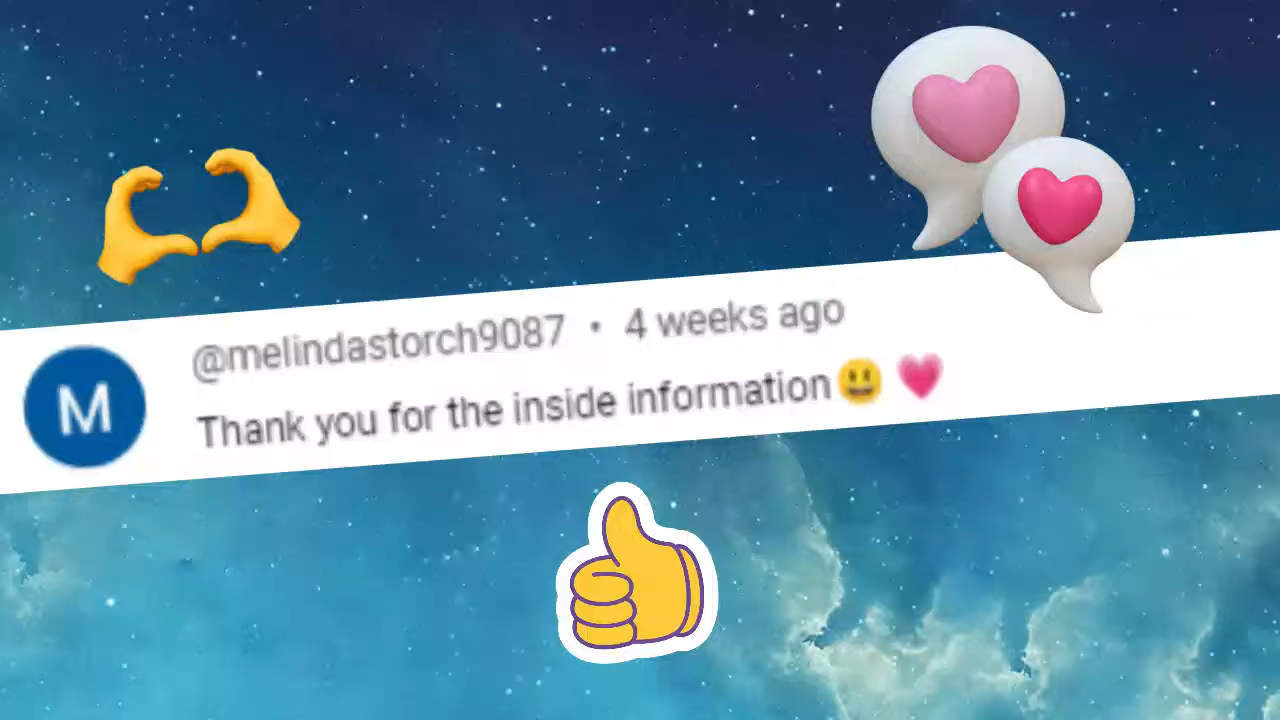 @melindastorch9087 • 4 weeks ago
M
Thank you for the inside information😃 💗